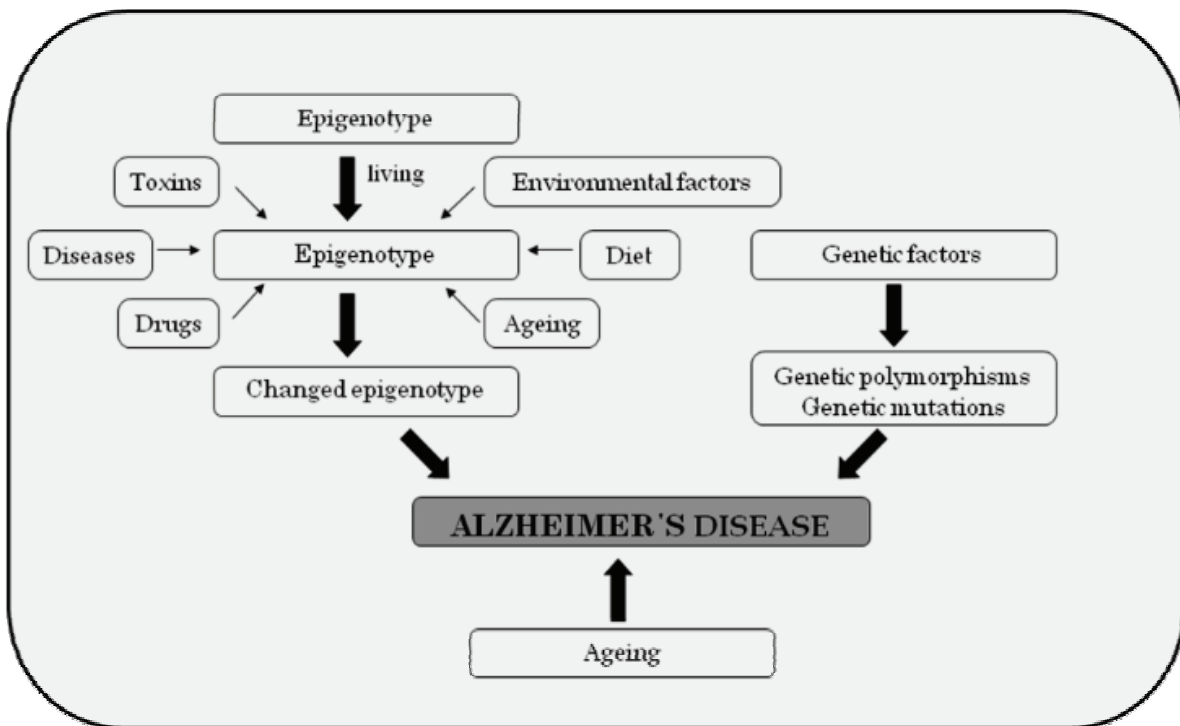 Epigenotype
living
Toxins
Environmental factors
Diseases
Epigenotype
Diet
Genetic factors
Drugs
Ageing
Changed epigenotype
Genetic polymorphisms
Genetic mutations
ALZHEIMER'S DISEASE
Ageing